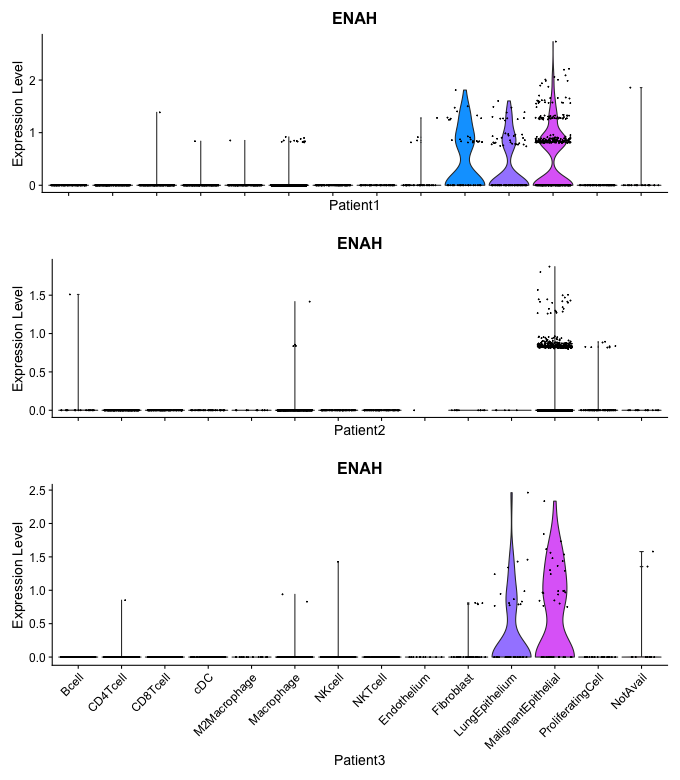 ENAH
Expression Level
2
1
0
Patient1
ENAH
Expression Level
1.5
1.0
0.5
0.0
Patient2
ENAH
Expression Level
2.5
2.0
1.5
1.0
0.5
0.0
Bcell
CD4Tcell
CD8Tcell
cDC
M2Macrophage
Macrophage
NKcell
NKTcell
Endothelium
Fibroblast
LungEpithelium
MalignantEpithelial
ProliferatingCell
NotAvail
Patient3